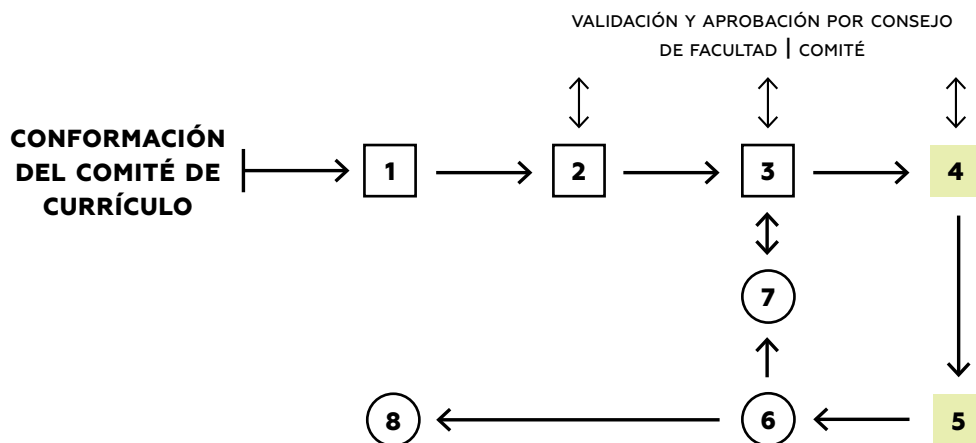 VALIDACIÓN Y APROBACIÓN POR CONSEJO
DE FACULTAD | COMITÉ
CONFORMACIÓN
DEL COMITÉ DE
CURRÍCULO
1
2
3
4
7
8
6
5